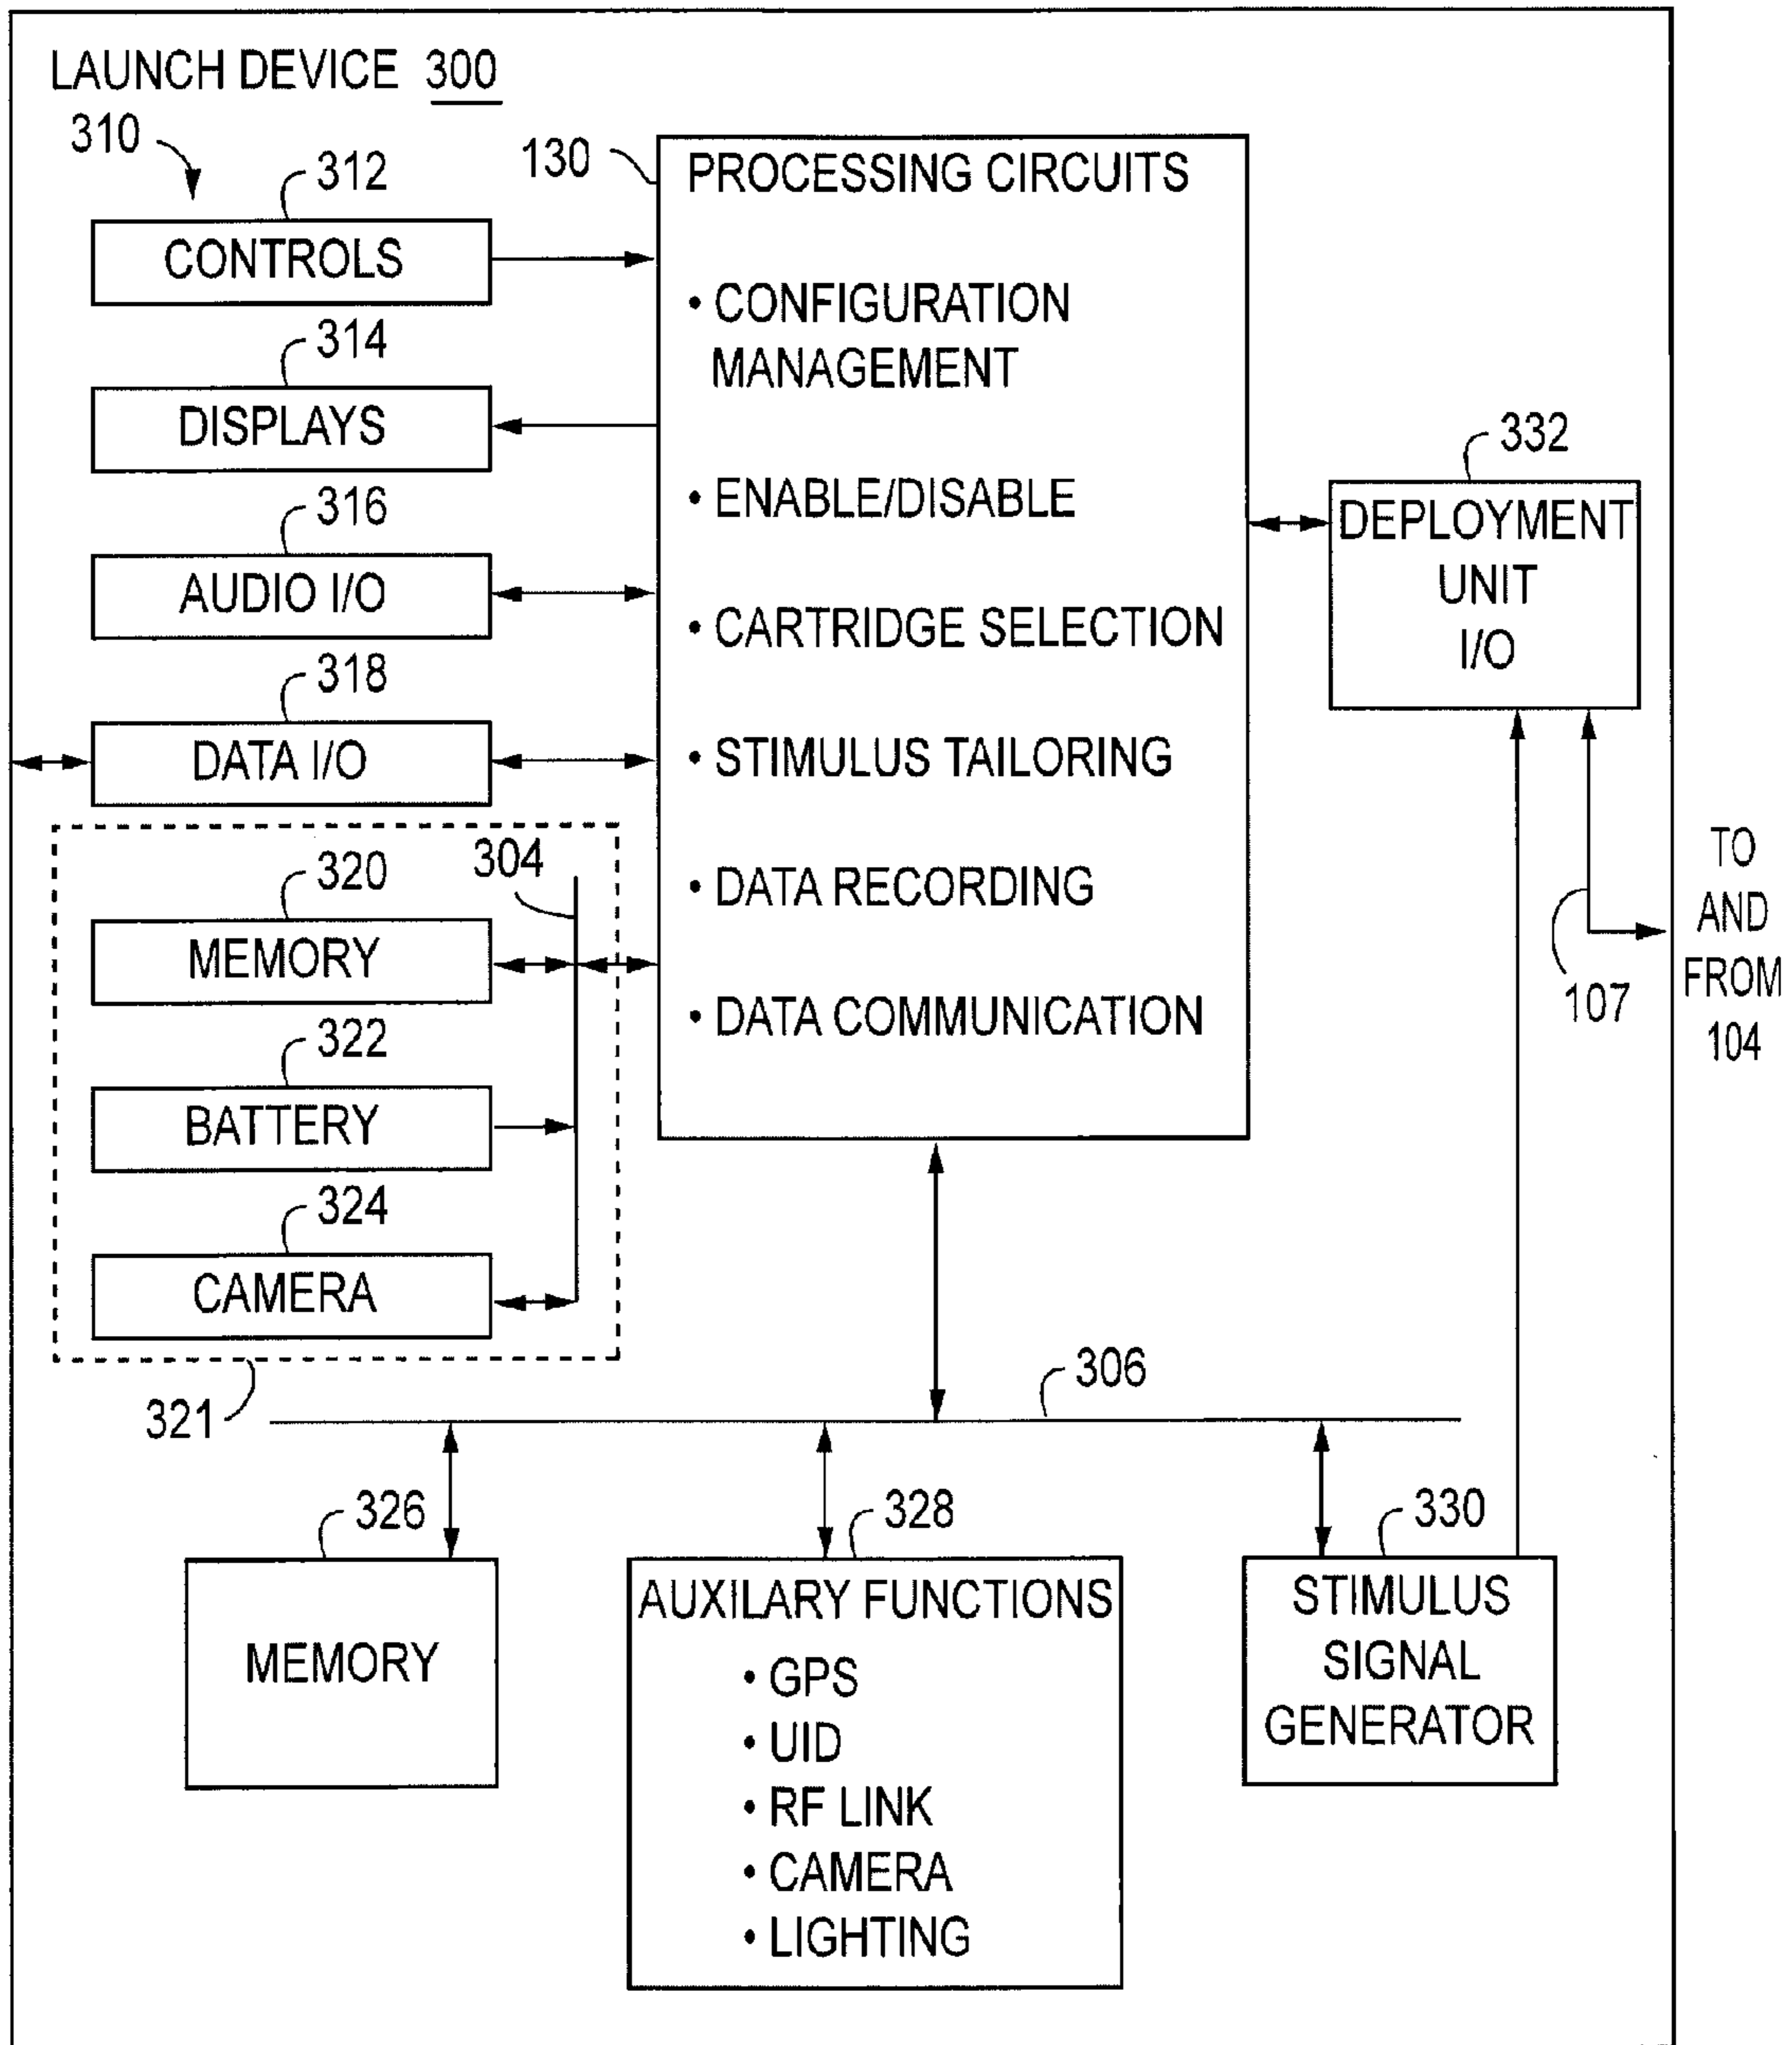 LAUNCH DEVICE 300
310
312
CONTROLS
314
DISPLAYS
316
AUDIO I/O
318
DATA I/O
320
304
MEMORY
322
BATTERY
324
CAMERA
321
130
PROCESSING CIRCUITS
• CONFIGURATION
MANAGEMENT
• ENABLE/DISABLE
• CARTRIDGE SELECTION
• STIMULUS TAILORING
• DATA RECORDING
• DATA COMMUNICATION
332
DEPLOYMENT
UNIT
I/O
107
TO
AND
FROM
104
306
326
MEMORY
328
AUXILARY FUNCTIONS
• GPS
• UID
• RF LINK
• CAMERA
• LIGHTING
330
STIMULUS
SIGNAL
GENERATOR